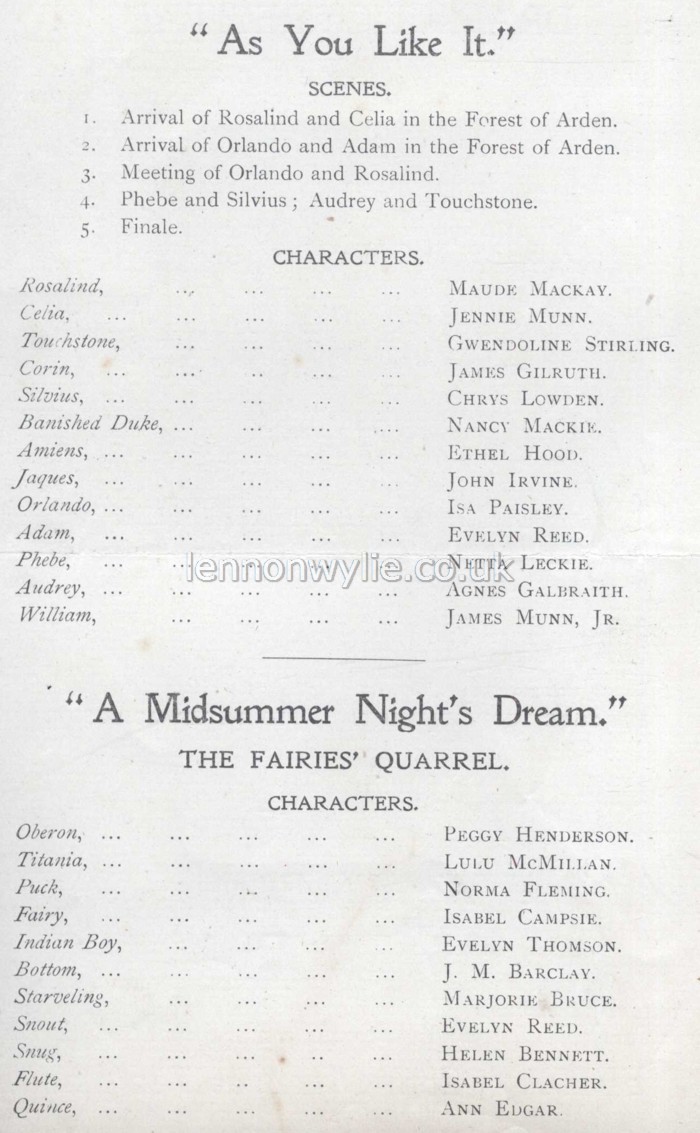 "As You Like It."
SCENES.
1. Arrival of Rosalind and Celia in the Forest of Arden.
2. Arrival of Orlando and Adam in the Forest of Arden.
3. Meeting of Orlando and Rosalind.
4. Phebe and Silvius; Audrey and Touchstone.
5. Finale.
CHARACTERS.
Rosalind, ... ... ... ... MAUDE MACKAY.
Celia, ... ... ... ... ... JENNIE MUNN.
Touchstone, ... ... ... ... GWENDOLINE STIRLING.
Corin, ... ... ... ... ... JAMES GILRUTH.
Silvius, ... ... ... ... ... CHRYS LOWDEN.
Banished Duke, ... ... ... ... NANCY MACKIE.
Amiens, ... ... ... ... ... ETHEL HOOD.
Jaques, ... ... ... ... ... JOHN IRVINE.
Orlando, ... ... ... ... ... ISA PAISLEY.
Adam, ... ... ... ... ... EVELYN REED.
Phebe, ... ... ... ... ... NETTA LECKIE.
lennonwylie.co.uk
Audrey, ... ... ... ... ... AGNES GALBRAITH.
William, ... ... ... ... JAMES MUNN, JR.
"A Midsummer Night's Dream."
THE FAIRIES' QUARREL.
CHARACTERS.
Oberon, ... ... ... ... ... PEGGY HENDERSON.
Titania, ... ... ... ... ... LULU MCMILLAN.
Puck, ... ... ... ... ... NORMA FLEMING.
Fairy, ... ... ... ... ... ISABEL CAMPSIE.
Indian Boy, ... ... ... ... EVELYN THOMSON.
Bottom, ... ... ... ... ... J. M. BARCLAY.
Starveling, ... ... ... ... MARJORIE BRUCE.
Snout, ... ... ... ... ... EVELYN REED.
Snug, ... ... ... ... ... HELEN BENNETT.
Flute, ... ... ... ... ... ISABEL CLACHER.
Quince, ... ... ... ... ... ANN EDGAR.